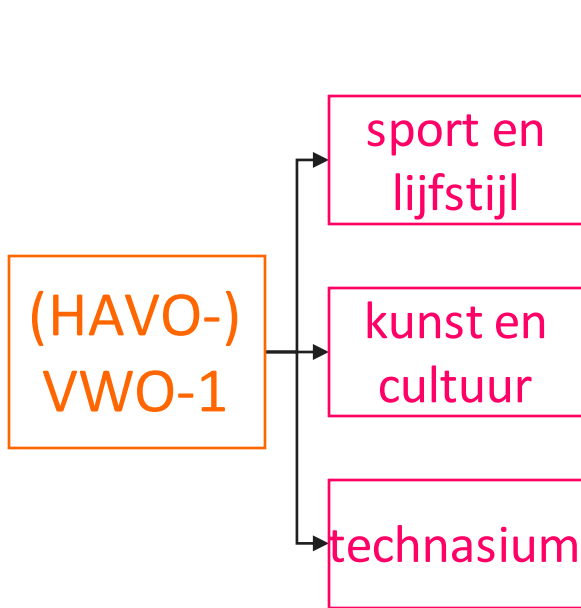 sport en
lijfstijl
(HAVO-)
VWO-1
kunst en
cultuur
technasium